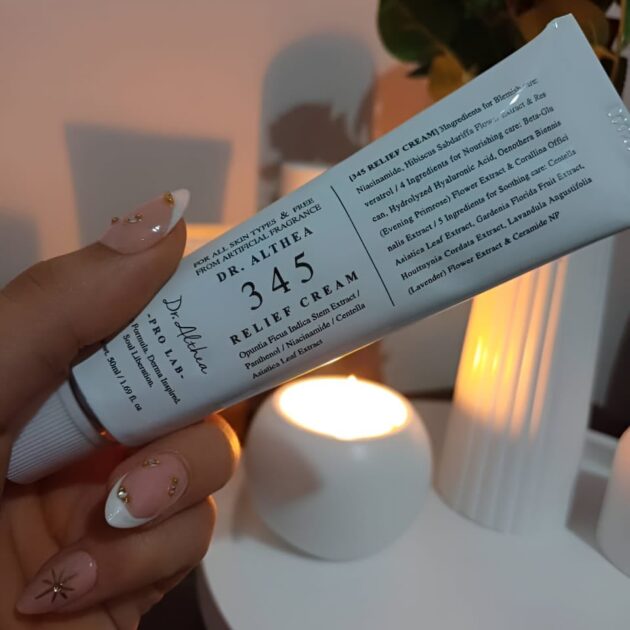 FOR ALL SKIN TYPES & FREE
FROM ARTIFICIAL FRAGRANCE
DR. ALTHEA
345
RELIEF CREAM
Opuntia Ficus Indica Stem Extract /
Panthenol / Niacinamide / Centella
Asiatica Leaf Extract
Dr. Althea
-PRO LAB-
Formula, Derma Inspired,
Soul Liberation.
50ml / 1.69 fl. oz
[345 RELIEF CREAM] 3Ingredients for Blemish care:
Niacinamide, Hibiscus Sabdariffa Flower Extract & Res
veratrol / 4 Ingredients for Nourishing care: Beta-Glu
can, Hydrolyzed Hyaluronic Acid, Oenothera Biennis
(Evening Primrose) Flower Extract & Corallina Offici
nalis Extract / 5 Ingredients for Soothing care: Centella
Asiatica Leaf Extract, Gardenia Florida Fruit Extract,
Houttuynia Cordata Extract, Lavandula Angustifolia
(Lavender) Flower Extract & Ceramide NP